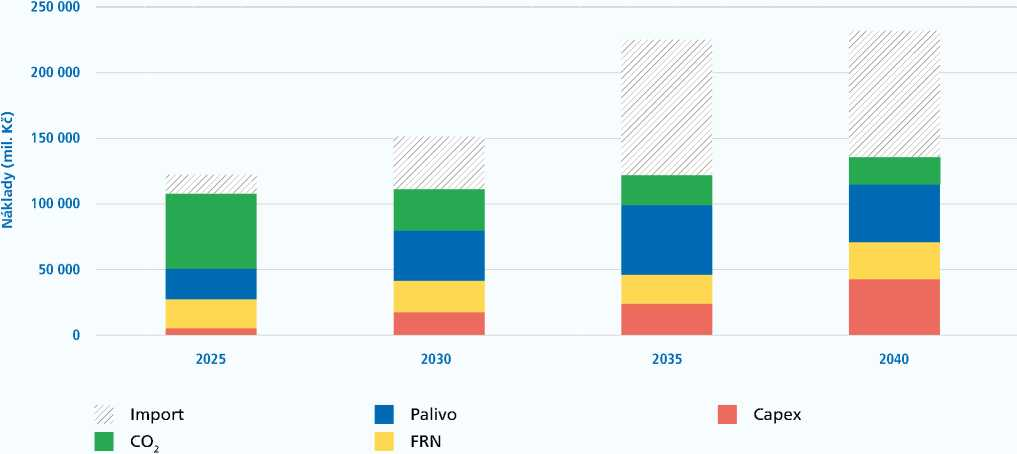 250 000
200 000
150 000
100 000
50 000
0
Náklady (mil. Kč)
2025 2030 2035 2040
Import Palivo Capex
CO₂ FRN